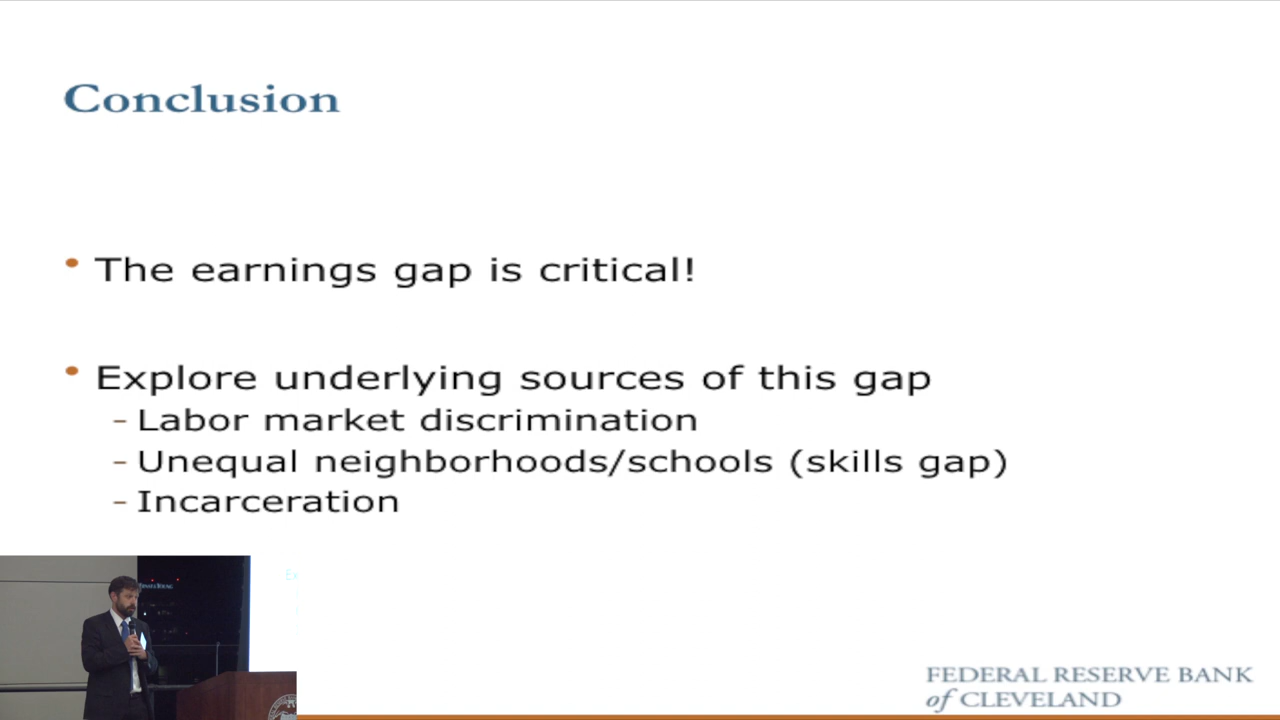 Conclusion
• The earnings gap is critical!
• Explore underlying sources of this gap
– Labor market discrimination
– Unequal neighborhoods/schools (skills gap)
– Incarceration
FEDERAL RESERVE BANK
of CLEVELAND